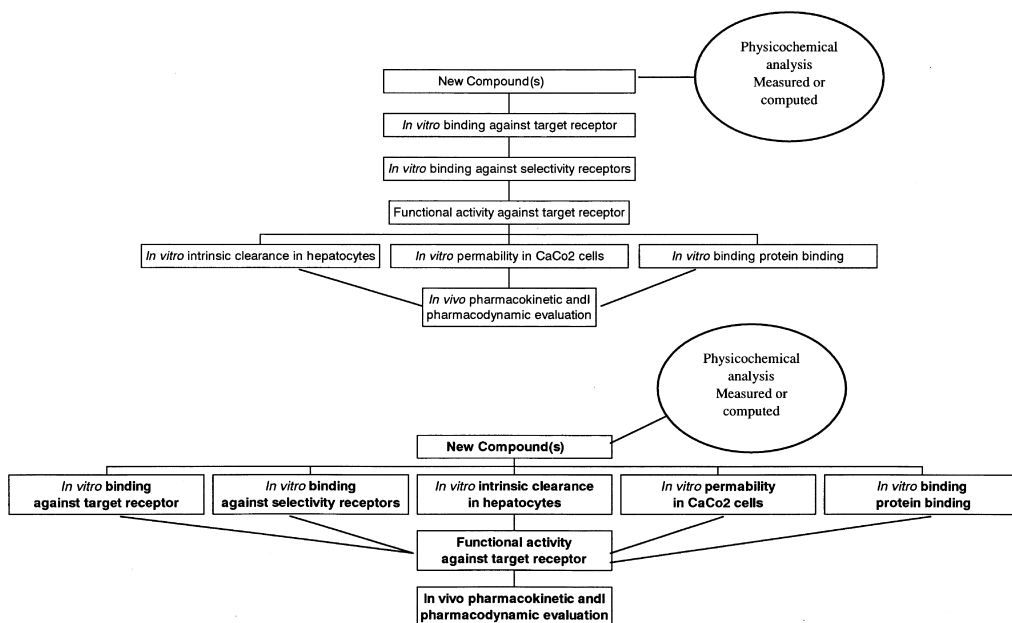 Physicochemical
analysis
Measured or
computed
New Compound(s)
In vitro binding against target receptor
In vitro binding against selectivity receptors
Functional activity against target receptor
In vitro intrinsic clearance in hepatocytes
In vitro permability in CaCo2 cells
In vitro binding protein binding
In vivo pharmacokinetic andl
pharmacodynamic evaluation
Physicochemical
analysis
Measured or
computed
New Compound(s)
In vitro binding
against target receptor
In vitro binding
against selectivity receptors
In vitro intrinsic clearance
in hepatocytes
In vitro permability
in CaCo2 cells
In vitro binding
protein binding
Functional activity
against target receptor
In vivo pharmacokinetic andl
pharmacodynamic evaluation